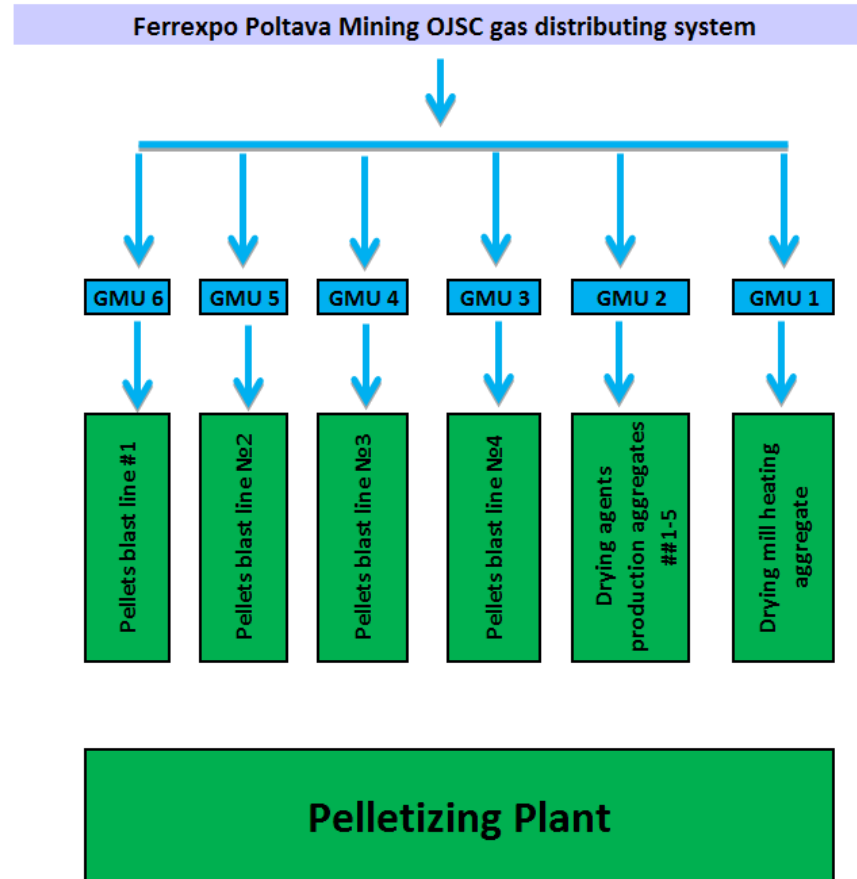 Ferrexpo Poltava Mining OJSC gas distributing system
GMU 6
GMU 5
GMU 4
GMU 3
GMU 2
GMU 1
Pellets blast line #1
Pellets blast line №2
Pellets blast line №3
Pellets blast line №4
Drying agents
production aggregates
##1-5
Drying mill heating
aggregate
Pelletizing Plant